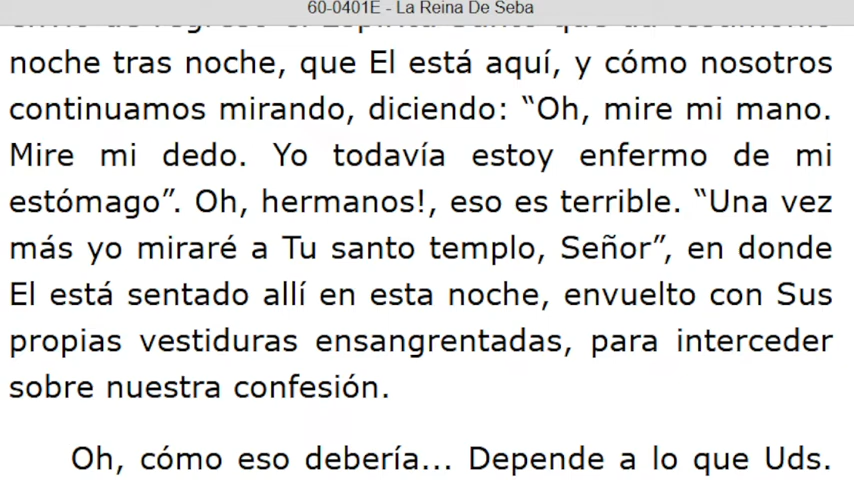 60-0401E - La Reina De Seba
noche tras noche, que El está aquí, y cómo nosotros
continuamos mirando, diciendo: “Oh, mire mi mano.
Mire mi dedo. Yo todavía estoy enfermo de mi
estómago”. Oh, hermanos!, eso es terrible. “Una vez
más yo miraré a Tu santo templo, Señor”, en donde
El está sentado allí en esta noche, envuelto con Sus
propias vestiduras ensangrentadas, para interceder
sobre nuestra confesión.
Oh, cómo eso debería... Depende a lo que Uds.